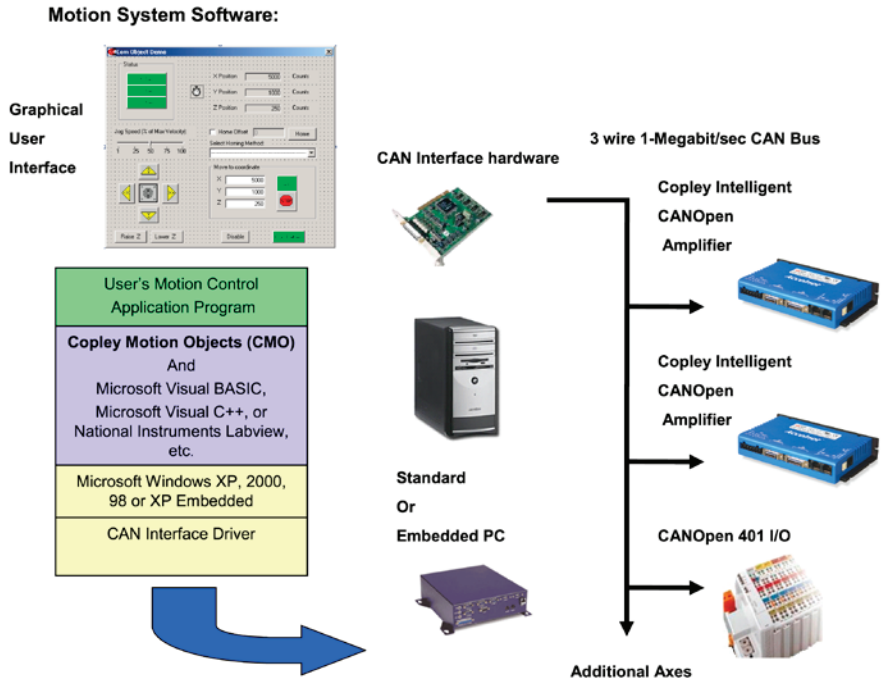 Motion System Software:
Graphical
User
Interface
Status
X Position 5000 Counts
Y Position Counts
Z Position 250 Counts
Jog Speed (% of Max Velocity)
1 25 50 75 100
Home Offset Home
Select Homing Method:
Move to coordinate
X 5000
Y 1000
Z 250
Raise Z Lower Z Disable
User's Motion Control
Application Program
Copley Motion Objects (CMO)
And
Microsoft Visual BASIC,
Microsoft Visual C++, or
National Instruments Labview,
etc.
Microsoft Windows XP, 2000,
98 or XP Embedded
CAN Interface Driver
CAN Interface hardware
Standard
Or
Embedded PC
3 wire 1-Megabit/sec CAN Bus
Copley Intelligent
CANOpen
Amplifier
Accelnet
Copley Intelligent
CANOpen
Amplifier
Accelnet
CANOpen 401 I/O
Additional Axes